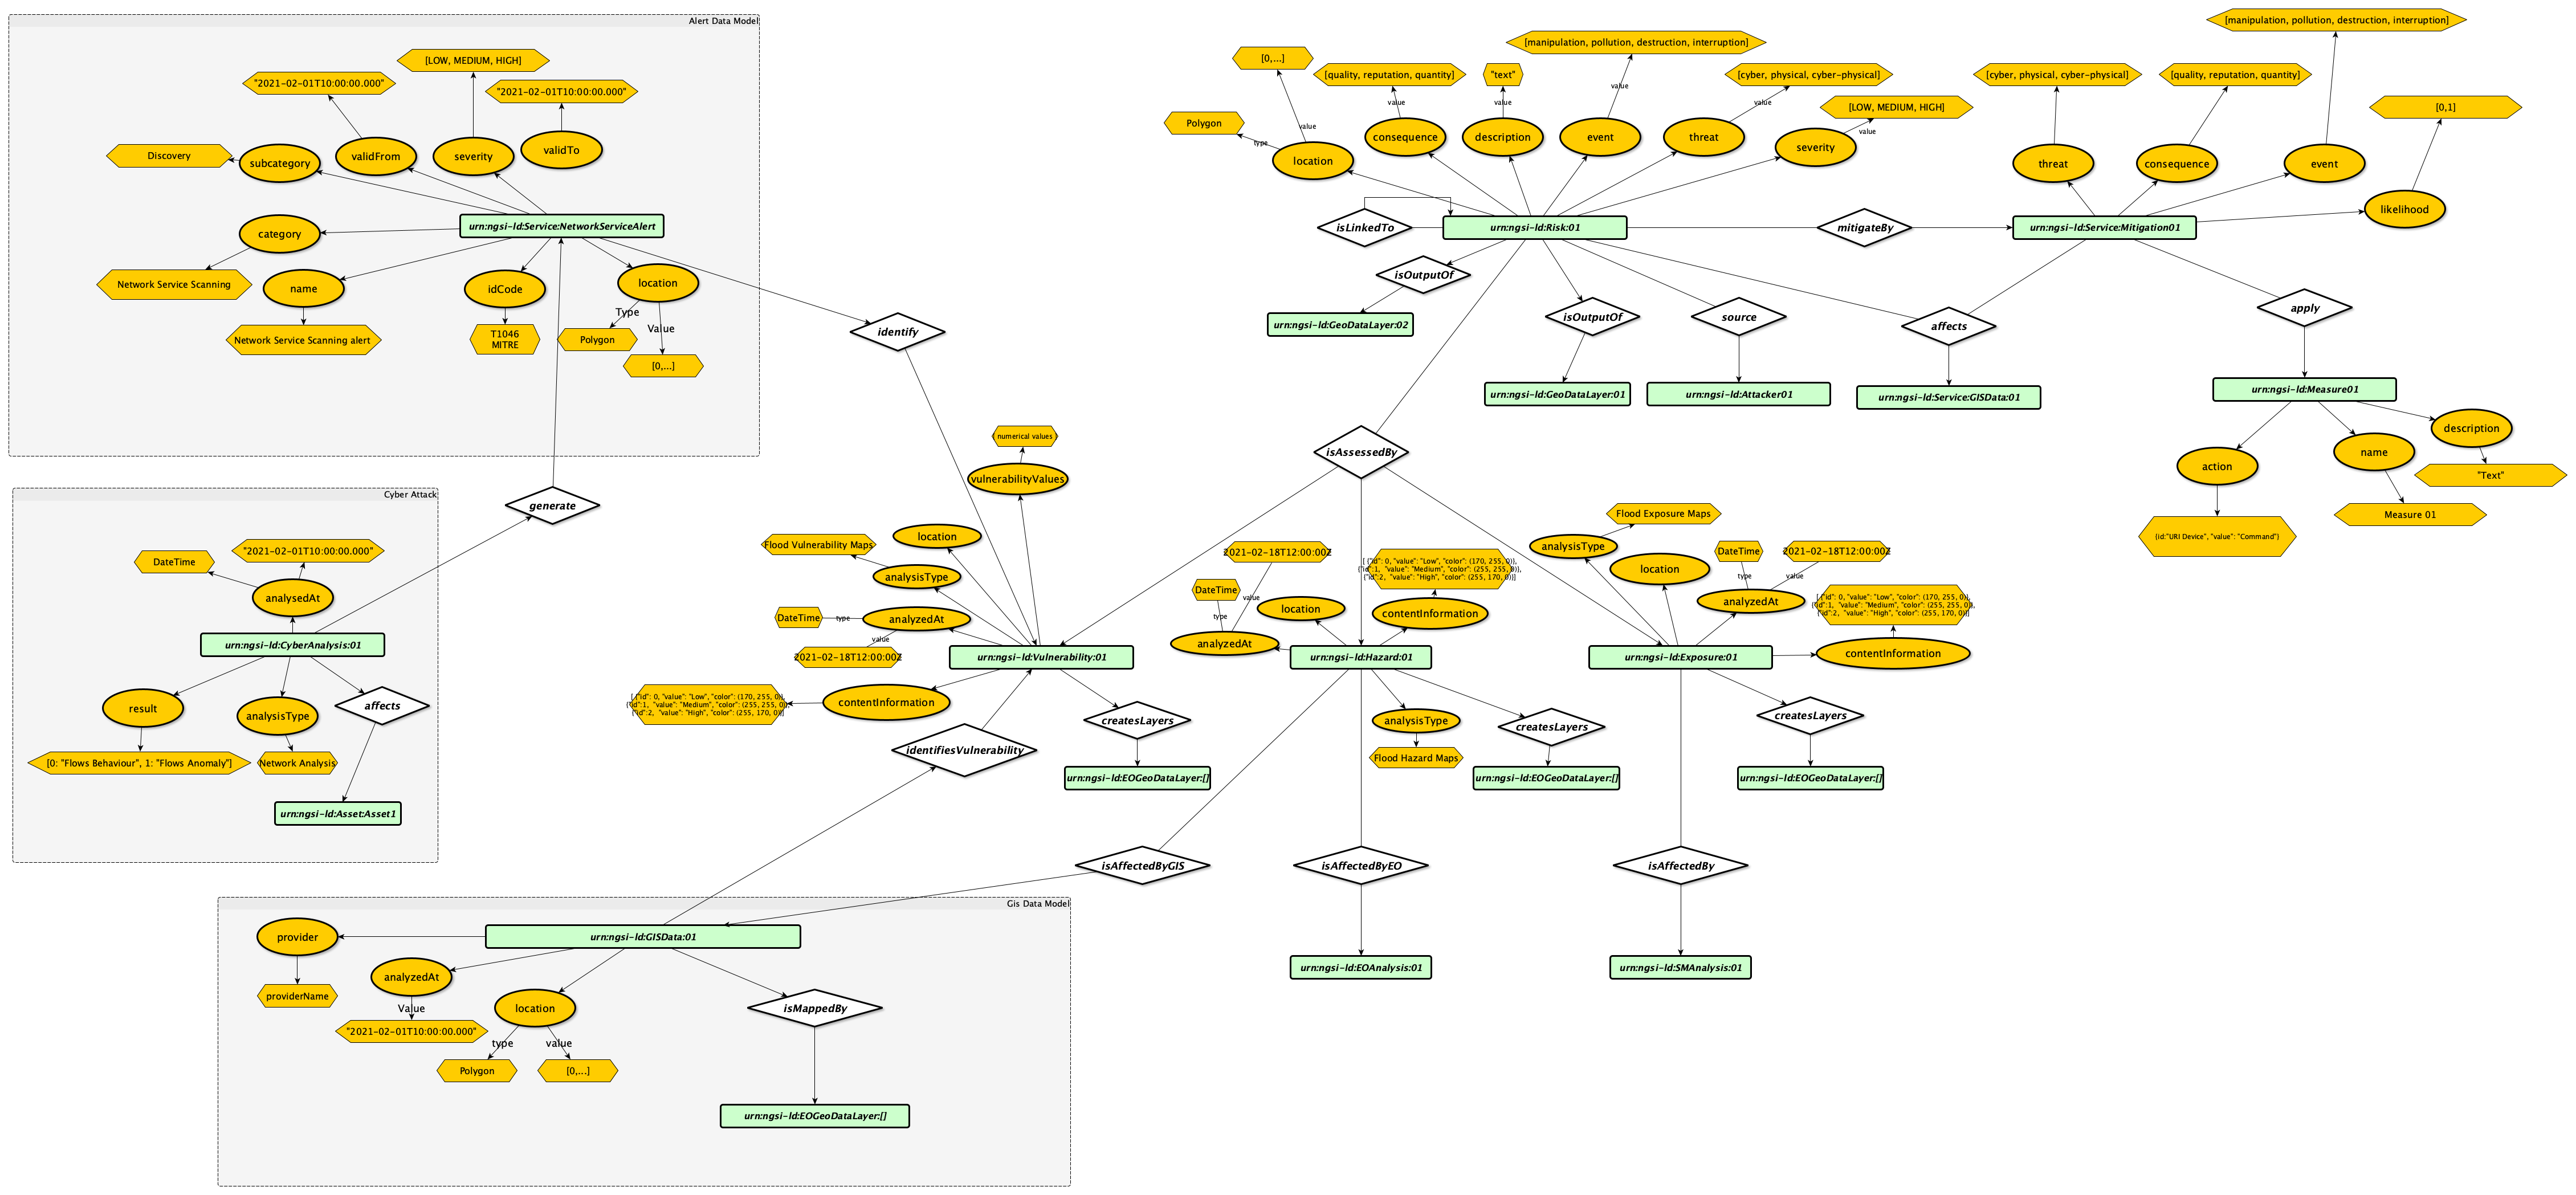 Alert Data Model
[LOW, MEDIUM, HIGH]
"2021-02-01T10:00:00.000"
"2021-02-01T10:00:00.000"
Discovery
subcategory
validFrom
severity
validTo
urn:ngsi-ld:Service:NetworkServiceAlert
category
Network Service Scanning
name
idCode
location
Type
Value
Network Service Scanning alert
T1046
MITRE
Polygon
[0,...]
identify
generate
Cyber Attack
DateTime
"2021-02-01T10:00:00.000"
analysedAt
urn:ngsi-ld:CyberAnalysis:01
result
analysisType
affects
[0: "Flows Behaviour", 1: "Flows Anomaly"]
Network Analysis
urn:ngsi-ld:Asset:Asset1
[0,...]
[quality, reputation, quantity]
"text"
[manipulation, pollution, destruction, interruption]
[cyber, physical, cyber-physical]
[LOW, MEDIUM, HIGH]
Polygon
type
value
value
value
value
value
value
location
consequence
description
event
threat
severity
isLinkedTo
urn:ngsi-ld:Risk:01
mitigateBy
urn:ngsi-ld:Service:Mitigation01
[manipulation, pollution, destruction, interruption]
[cyber, physical, cyber-physical]
[quality, reputation, quantity]
[0,1]
threat
consequence
event
likelihood
isOutputOf
urn:ngsi-ld:GeoDataLayer:02
isOutputOf
source
affects
apply
urn:ngsi-ld:GeoDataLayer:01
urn:ngsi-ld:Attacker01
urn:ngsi-ld:Service:GISData:01
urn:ngsi-ld:Measure01
action
name
description
"Text"
Measure 01
{id:"URI Device", "value": "Command"}
isAssessedBy
numerical values
vulnerabilityValues
location
Flood Vulnerability Maps
analysisType
DateTime
type
analyzedAt
value
2021-02-18T12:00:00Z
urn:ngsi-ld:Vulnerability:01
contentInformation
[ {"id": 0, "value": "Low", "color": (170, 255, 0)},
{"id":1, "value": "Medium", "color": (255, 255, 0)},
{"id":2, "value": "High", "color": (255, 170, 0)}]
identifiesVulnerability
createsLayers
urn:ngsi-ld:EOGeoDataLayer:[]
2021-02-18T12:00:00Z
DateTime
type
value
analyzedAt
location
[ {"id": 0, "value": "Low", "color": (170, 255, 0)},
{"id":1, "value": "Medium", "color": (255, 255, 0)},
{"id":2, "value": "High", "color": (255, 170, 0)}]
contentInformation
urn:ngsi-ld:Hazard:01
analysisType
Flood Hazard Maps
createsLayers
urn:ngsi-ld:EOGeoDataLayer:[]
Flood Exposure Maps
analysisType
location
DateTime
type
2021-02-18T12:00:00Z
value
analyzedAt
[ {"id": 0, "value": "Low", "color": (170, 255, 0)},
{"id":1, "value": "Medium", "color": (255, 255, 0)},
{"id":2, "value": "High", "color": (255, 170, 0)}]
contentInformation
urn:ngsi-ld:Exposure:01
createsLayers
urn:ngsi-ld:EOGeoDataLayer:[]
isAffectedByGIS
isAffectedByEO
isAffectedBy
urn:ngsi-ld:EOAnalysis:01
urn:ngsi-ld:SMAnalysis:01
Gis Data Model
provider
providerName
urn:ngsi-ld:GISData:01
analyzedAt
Value
"2021-02-01T10:00:00.000"
location
type
value
Polygon
[0,...]
isMappedBy
urn:ngsi-ld:EOGeoDataLayer:[]